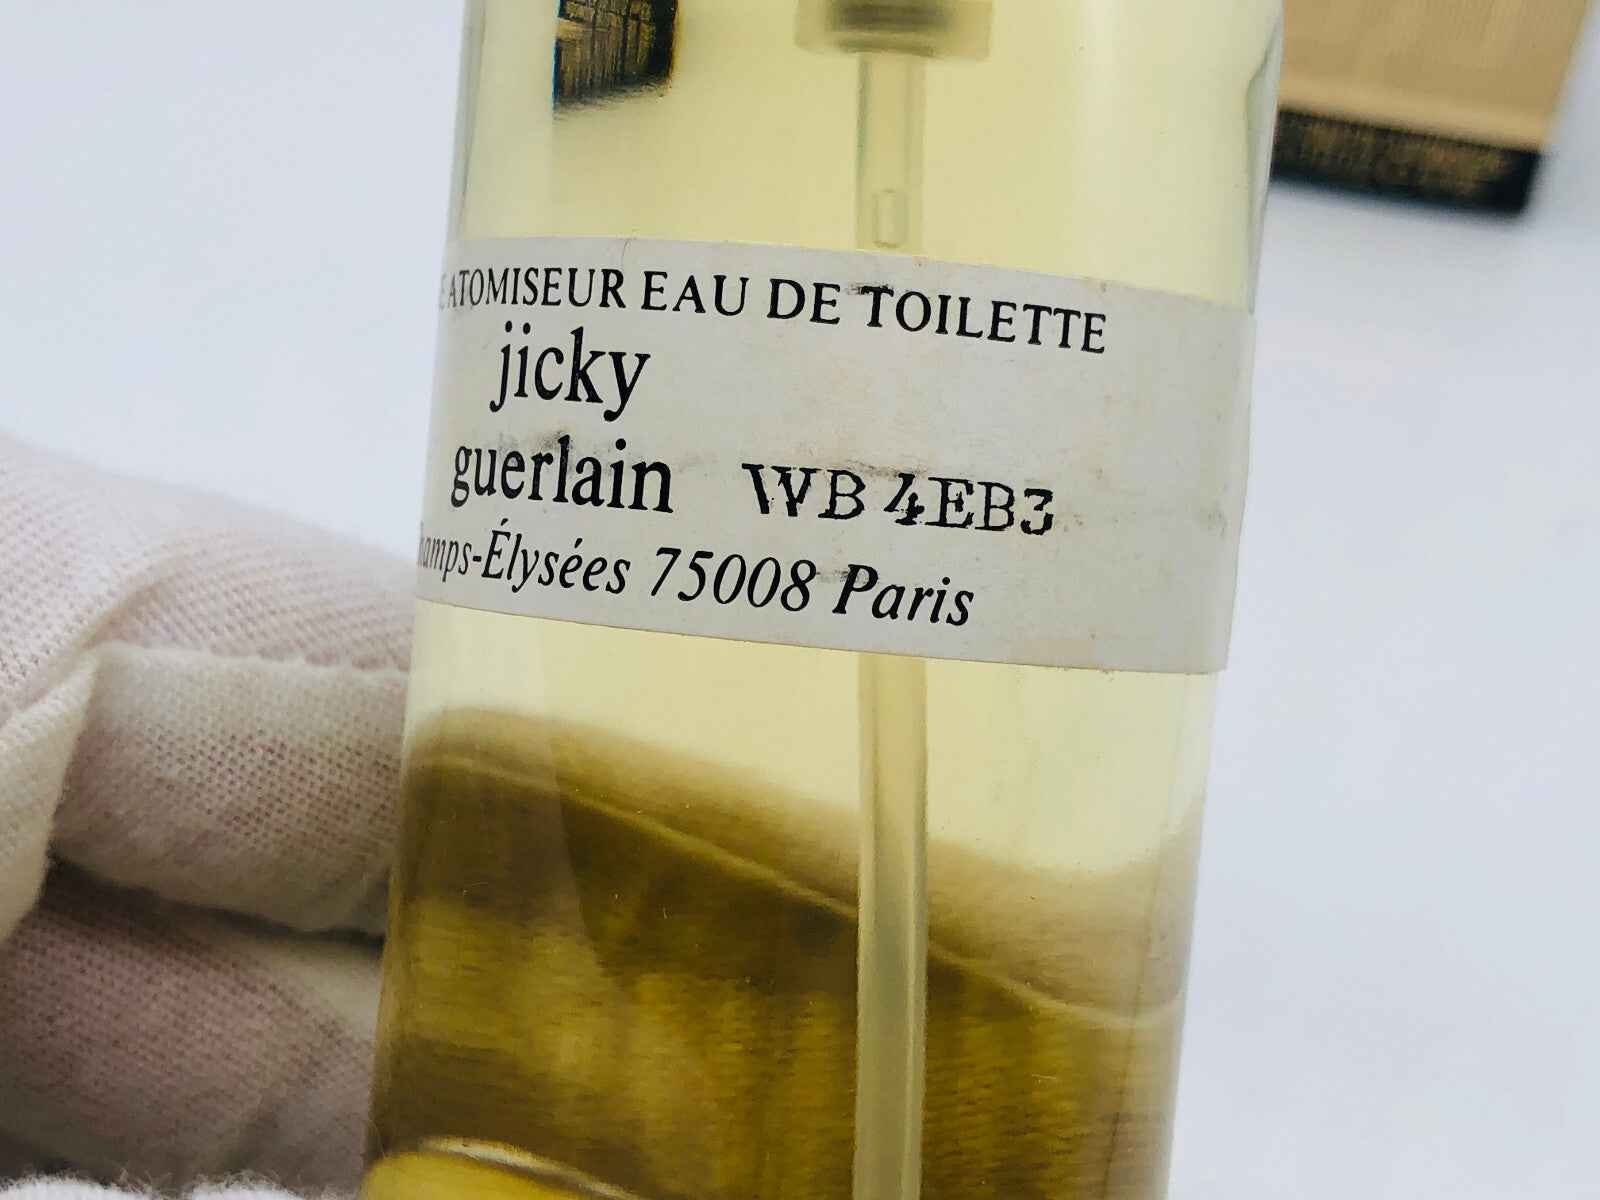 ATOMISEUR EAU DE TOILETTE
jicky
guerlain WB 4EB3
Élysées 75008 Paris